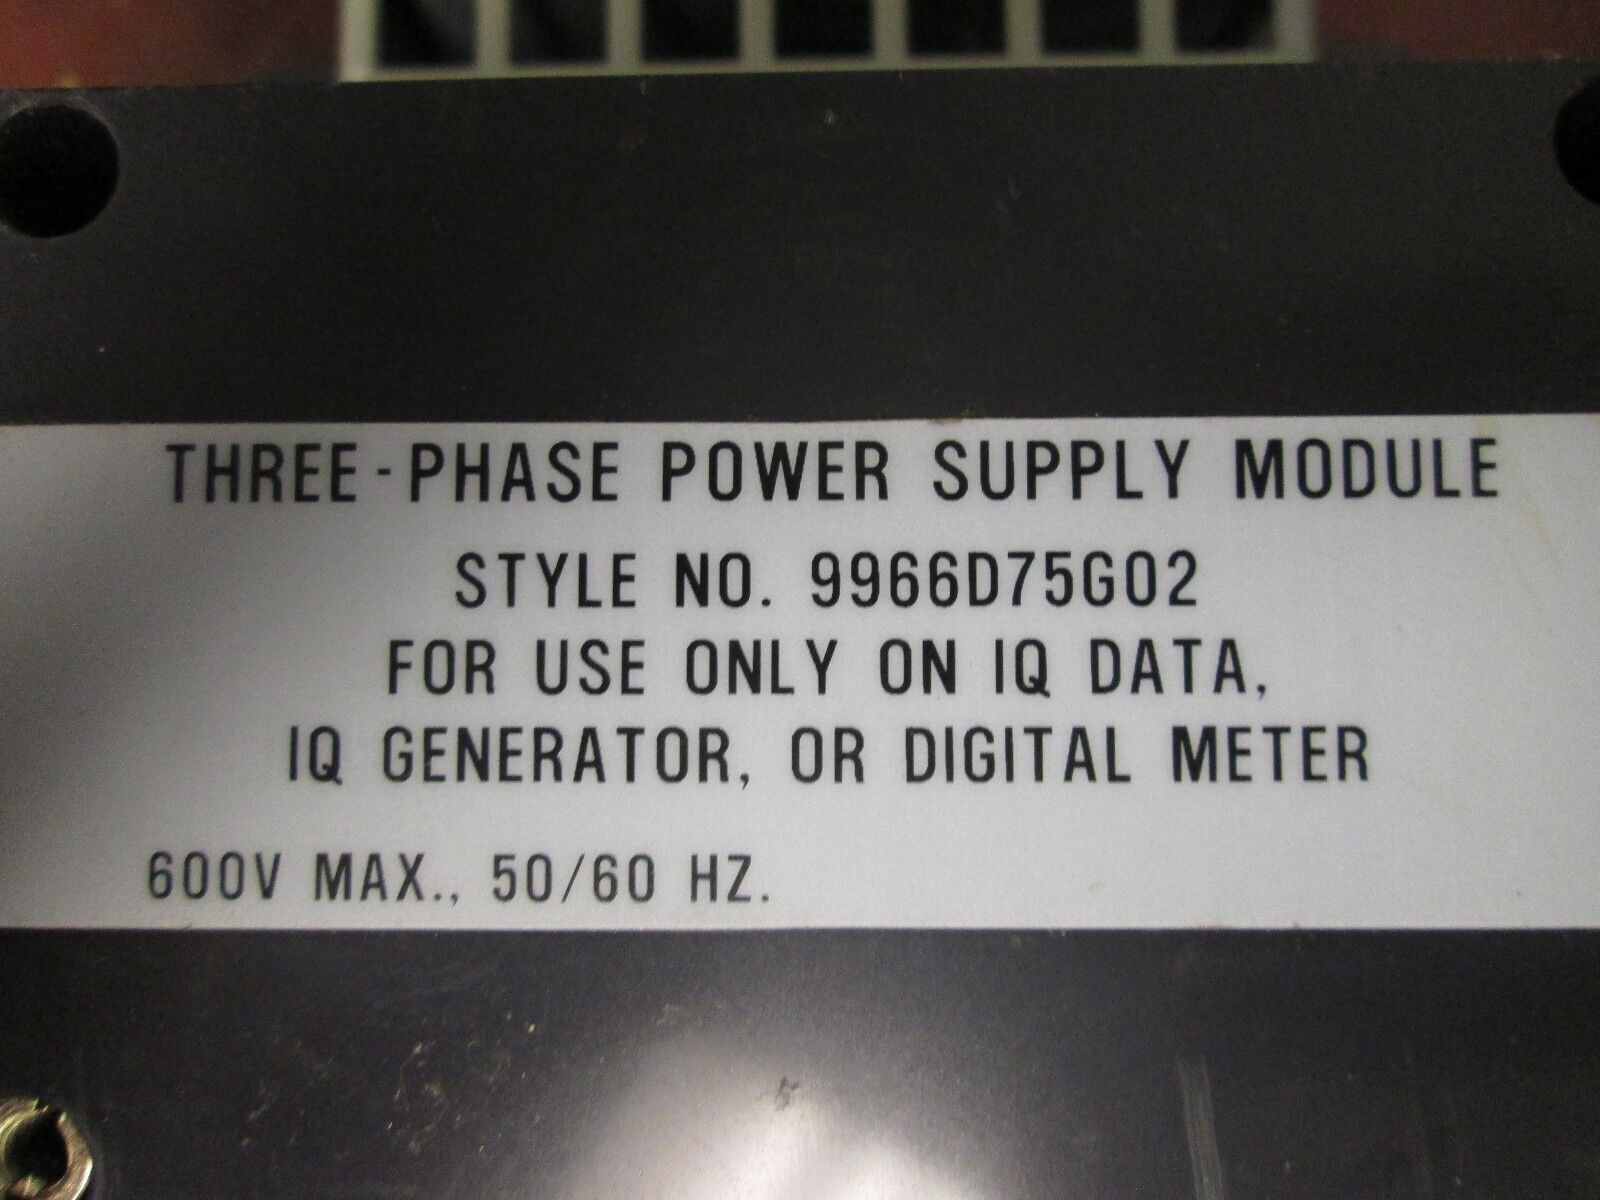 THREE-PHASE POWER SUPPLY MODULE
STYLE NO. 9966D75G02
FOR USE ONLY ON IQ DATA,
IQ GENERATOR, OR DIGITAL METER
600V MAX., 50/60 HZ.